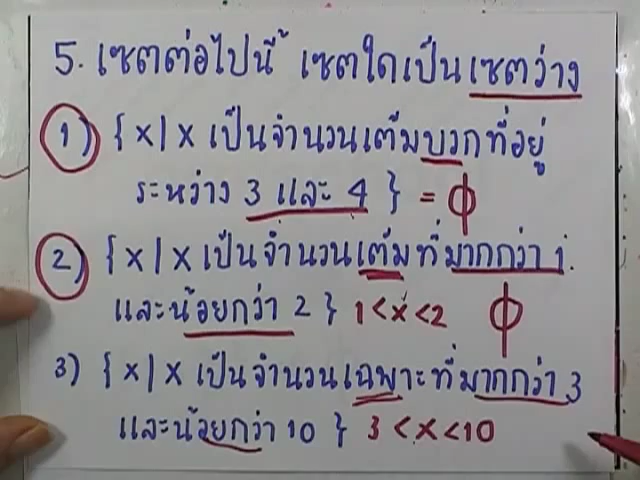 5. เซตต่อไปนี้ เซตใดเป็นเซตว่าง
1) { x | x เป็นจำนวนเต็มบวกที่อยู่
ระหว่าง 3 และ 4 } = ϕ
2) { x | x เป็นจำนวนเต็มที่มากกว่า 1
และน้อยกว่า 2 } 1 < x < 2 ϕ
3) { x | x เป็นจำนวนเฉพาะที่มากกว่า 3
และน้อยกว่า 10 } 3 < x < 10